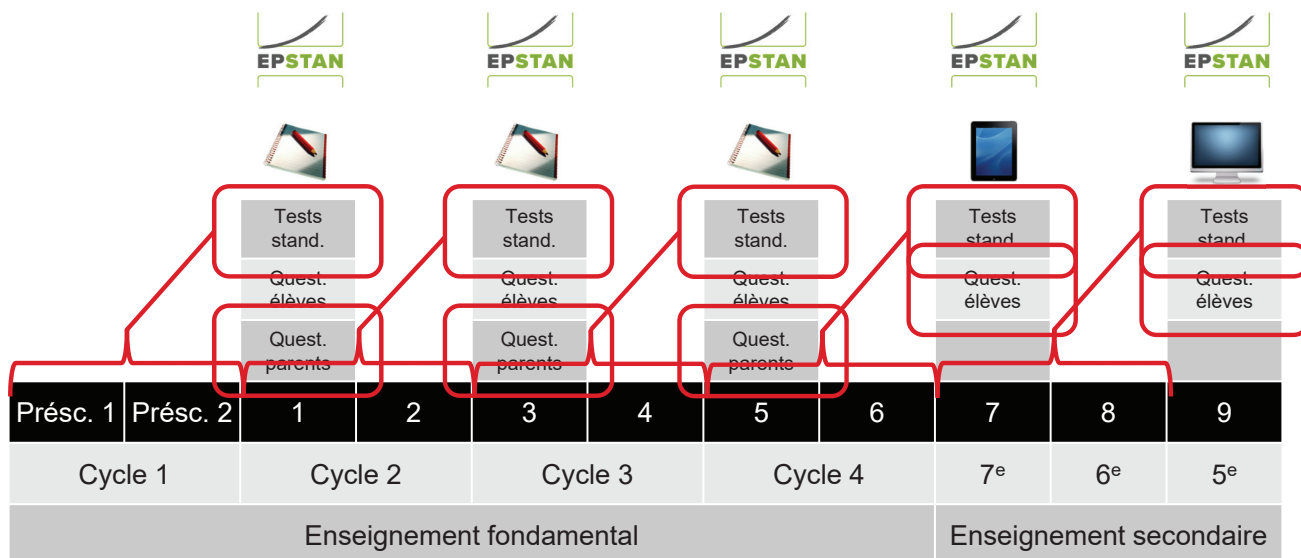 EPSTAN EPSTAN EPSTAN EPSTAN EPSTAN
Tests Tests Tests Tests Tests
stand. stand. stand. stand. stand.
Quest. Quest. Quest. Quest. Quest.
élèves élèves élèves élèves élèves
Quest. Quest. Quest.
parents parents parents
Présc. 1 Présc. 2 1 2 3 4 5 6 7 8 9
Cycle 1 Cycle 2 Cycle 3 Cycle 4 7e 6e 5e
Enseignement fondamental Enseignement secondaire